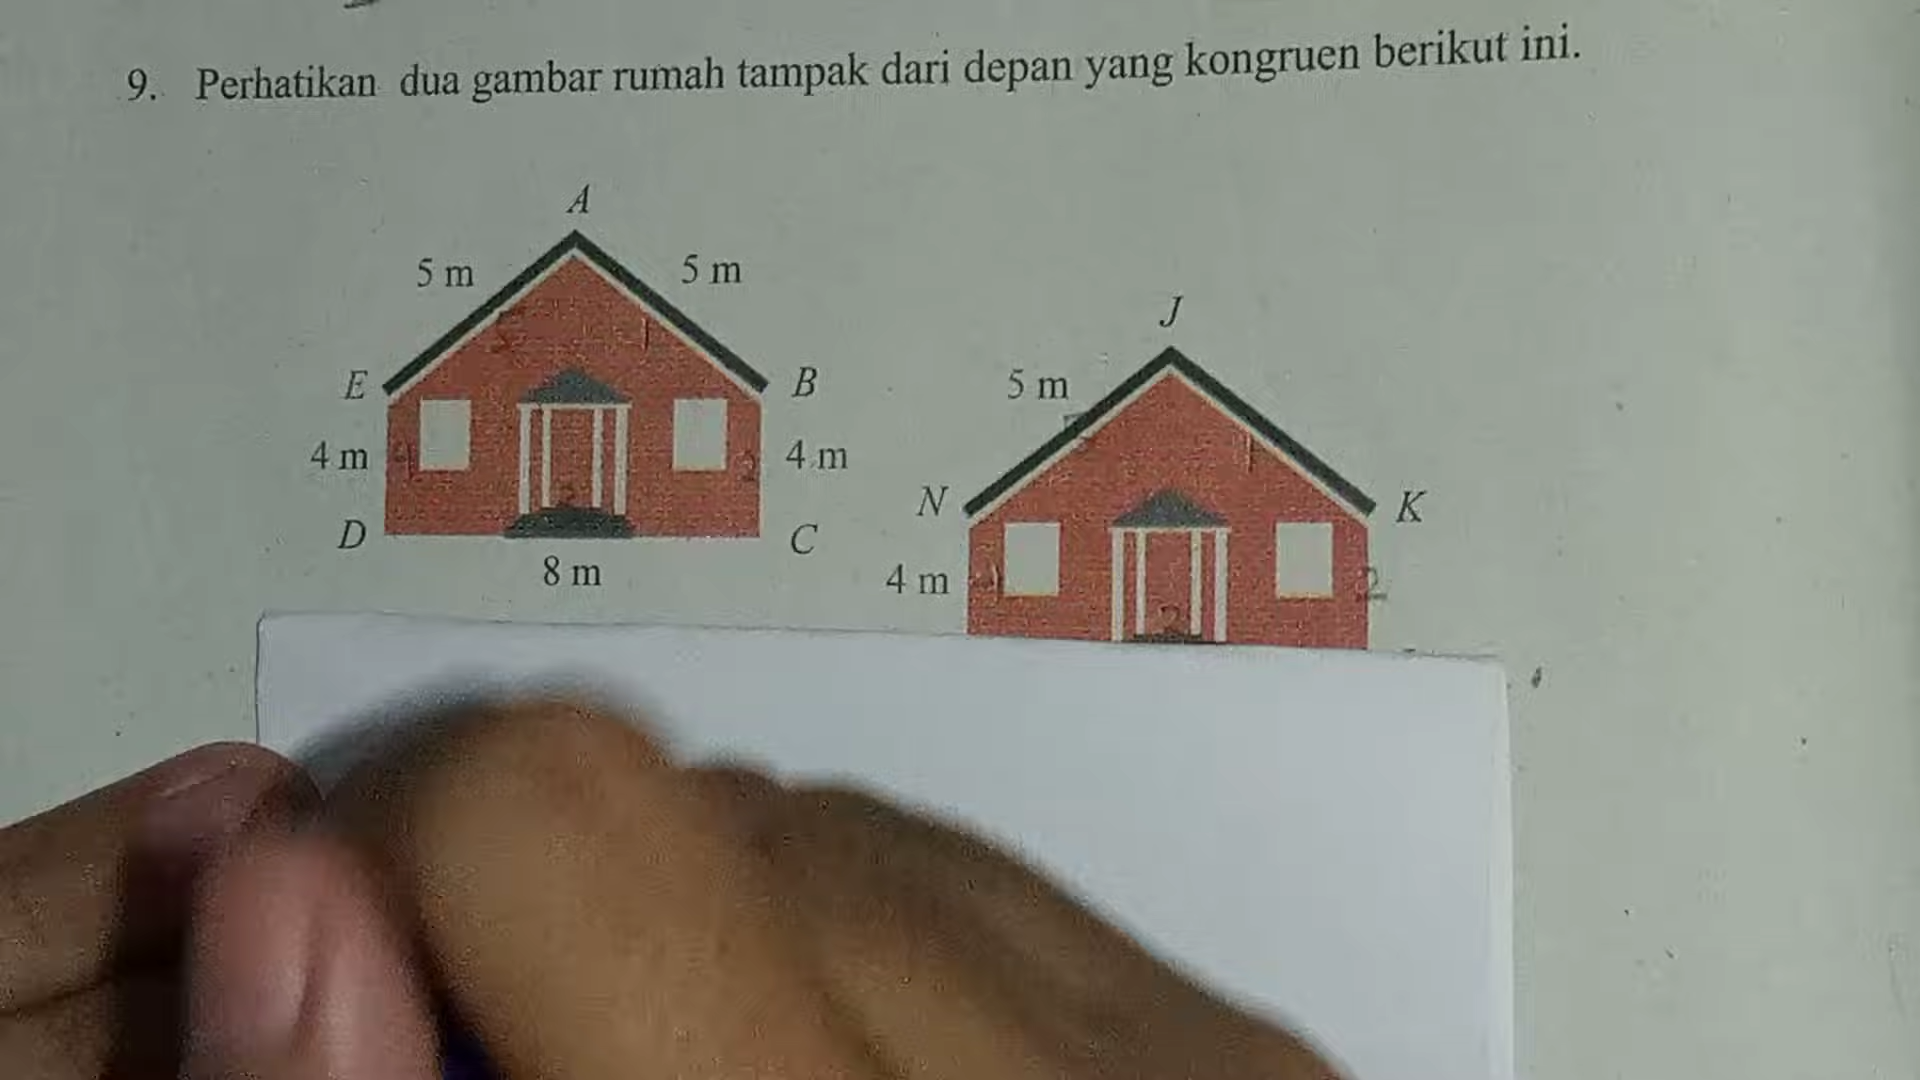 9. Perhatikan dua gambar rumah tampak dari depan yang kongruen berikut ini.
A
5 m
5 m
J
E
B
5 m
4 m
4 m
N
K
D
C
8 m
4 m
2